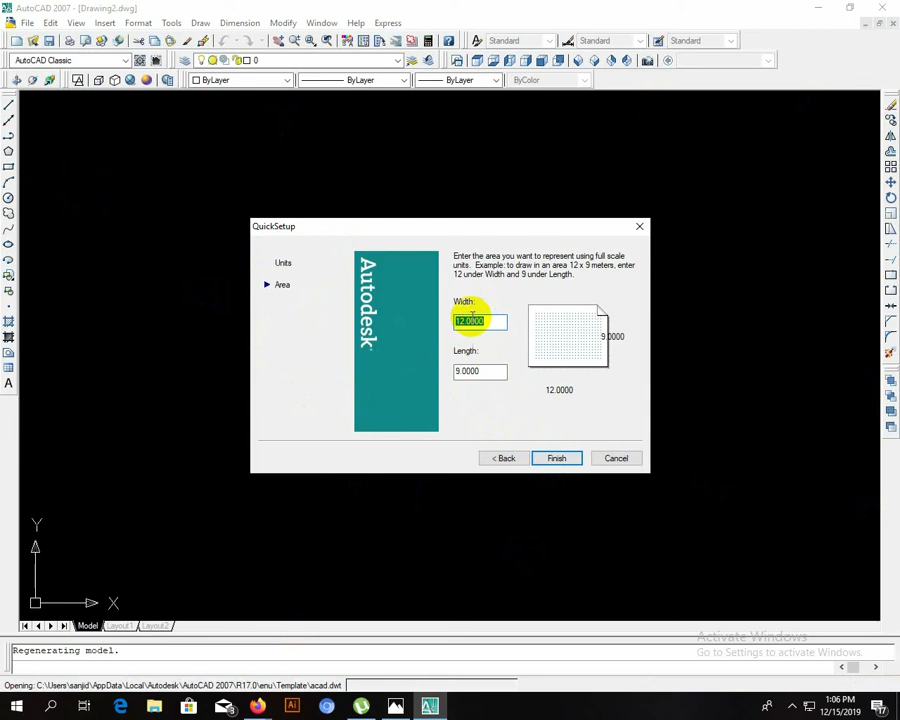 AutoCAD 2007 - [Drawing2.dwg]
File Edit View Insert Format Tools Draw Dimension Modify Window Help Express
Standard Standard Standard
AutoCAD Classic 0
ByLayer ByLayer ByLayer ByColor
QuickSetup
Units
Area
Autodesk
Enter the area you want to represent using full scale
units. Example: to draw in an area 12 x 9 meters, enter
12 under Width and 9 under Length.
Width:
12.0000
Length:
9.0000
9.0000
12.0000
< Back Finish Cancel
Y
X
Model Layout1 Layout2
Activate Windows
Go to Settings to activate Windows.
Regenerating model.
Opening: C:\Users\sanjid\AppData\Local\Autodesk\AutoCAD 2007\R17.0\enu\Template\acad.dwt
A
Ai
3
1:06 PM
12/15/2019
17